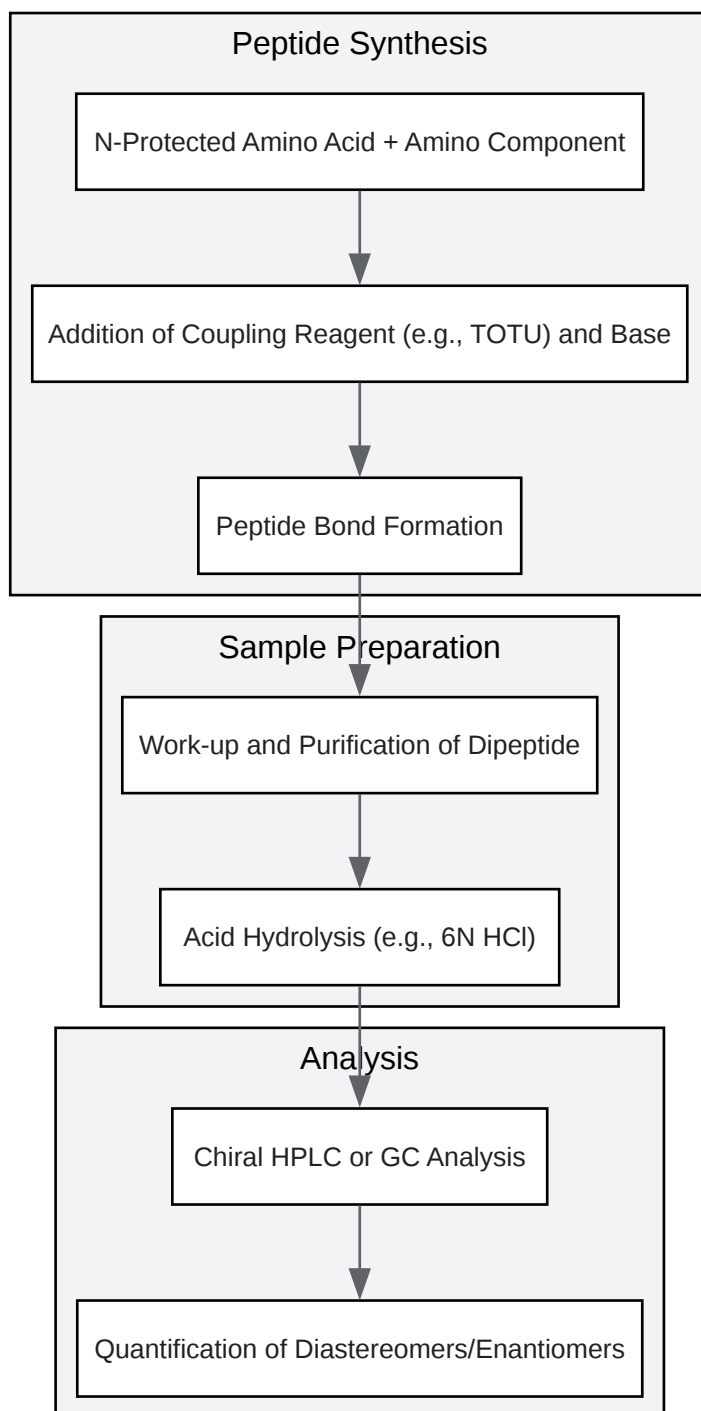 Peptide Synthesis
N-Protected Amino Acid + Amino Component
Addition of Coupling Reagent (e.g., TOTU) and Base
Peptide Bond Formation
Sample Preparation
Work-up and Purification of Dipeptide
Acid Hydrolysis (e.g., 6N HCl)
Analysis
Chiral HPLC or GC Analysis
Quantification of Diastereomers/Enantiomers